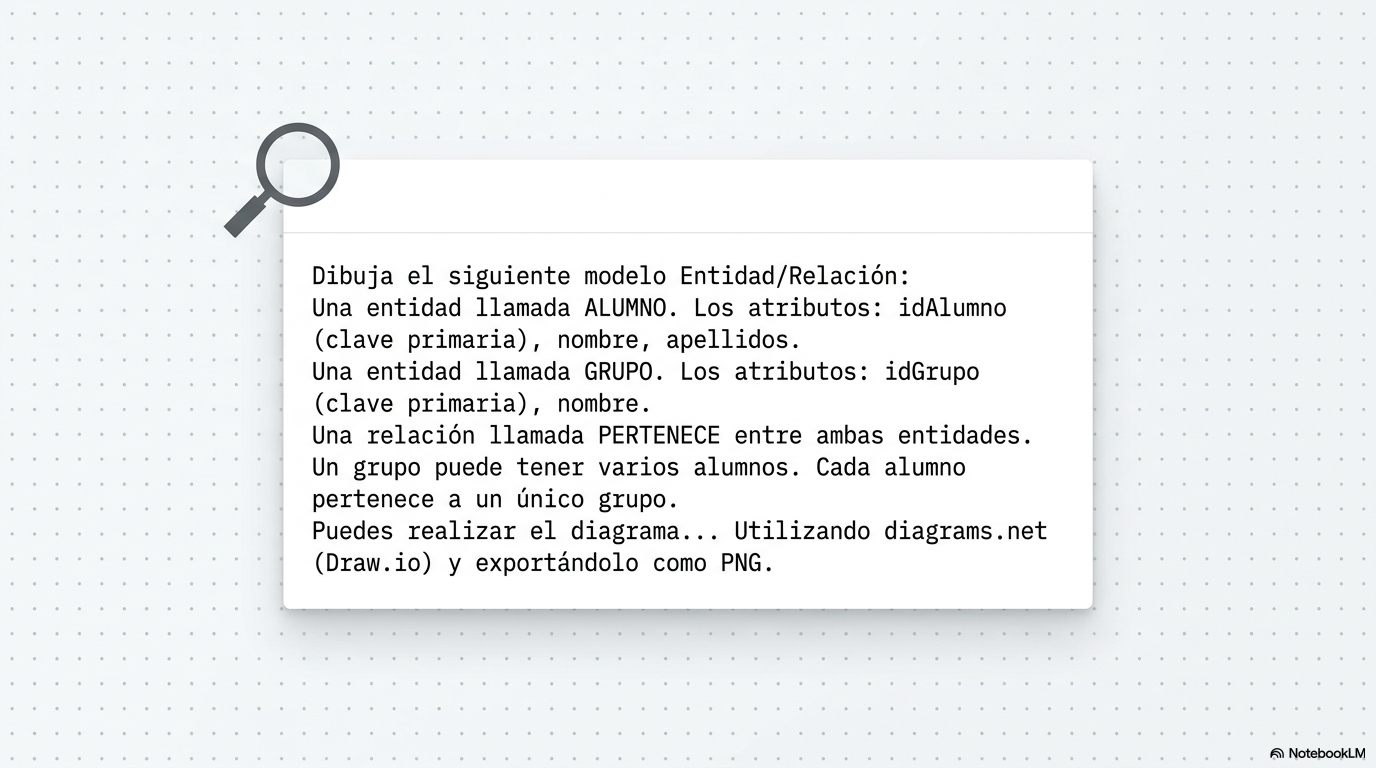 Dibuja el siguiente modelo Entidad/Relación:
Una entidad llamada ALUMNO. Los atributos: idAlumno
(clave primaria), nombre, apellidos.
Una entidad llamada GRUPO. Los atributos: idGrupo
(clave primaria), nombre.
Una relación llamada PERTENECE entre ambas entidades.
Un grupo puede tener varios alumnos. Cada alumno
pertenece a un único grupo.
Puedes realizar el diagrama... Utilizando diagrams.net
(Draw.io) y exportándolo como PNG.
NotebookLM